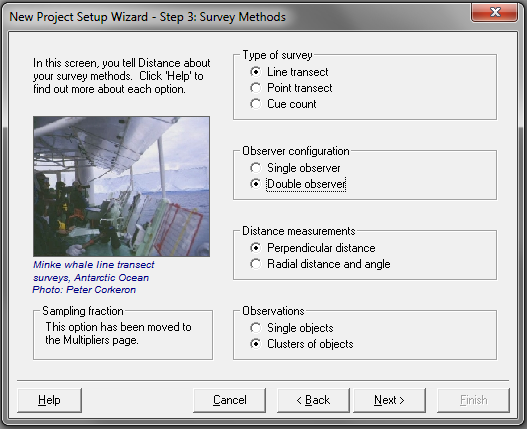 New Project Setup Wizard - Step 3: Survey Methods
In this screen, you tell Distance about
your survey methods. Click 'Help' to
find out more about each option.
Minke whale line transect
surveys, Antarctic Ocean
Photo: Peter Corkeron
Sampling fraction
This option has been moved to
the Multipliers page.
Type of survey
Line transect
Point transect
Cue count
Observer configuration
Single observer
Double observer
Distance measurements
Perpendicular distance
Radial distance and angle
Observations
Single objects
Clusters of objects
Help
Cancel
< Back
Next >
Finish